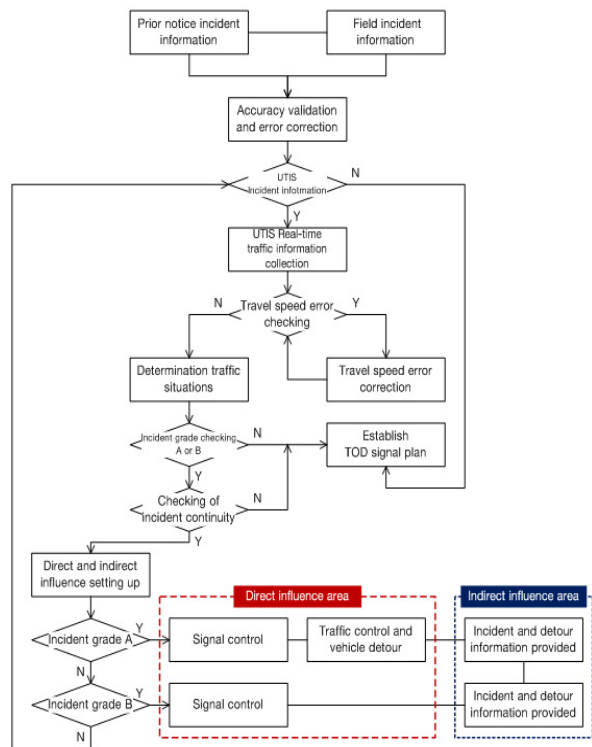 Prior notice incident
information
Field incident
information
Accuracy validation
and error correction
UTIS
Incident infotmation
N
Y
UTIS Real-time
traffic information
collection
N
Travel speed error
checking
Y
Determination traffic
situations
Travel speed error
correction
Incident grade checking
A or B
N
Establish
TOD signal plan
Y
Checking of
incident continuity
N
Y
Direct and indirect
influence setting up
Direct influence area
Indirect influence area
Incident grade A
Y
Signal control
Traffic control and
vehicle detour
Incident and detour
information provided
N
Incident grade B
Y
Signal control
Incident and detour
information provided
N